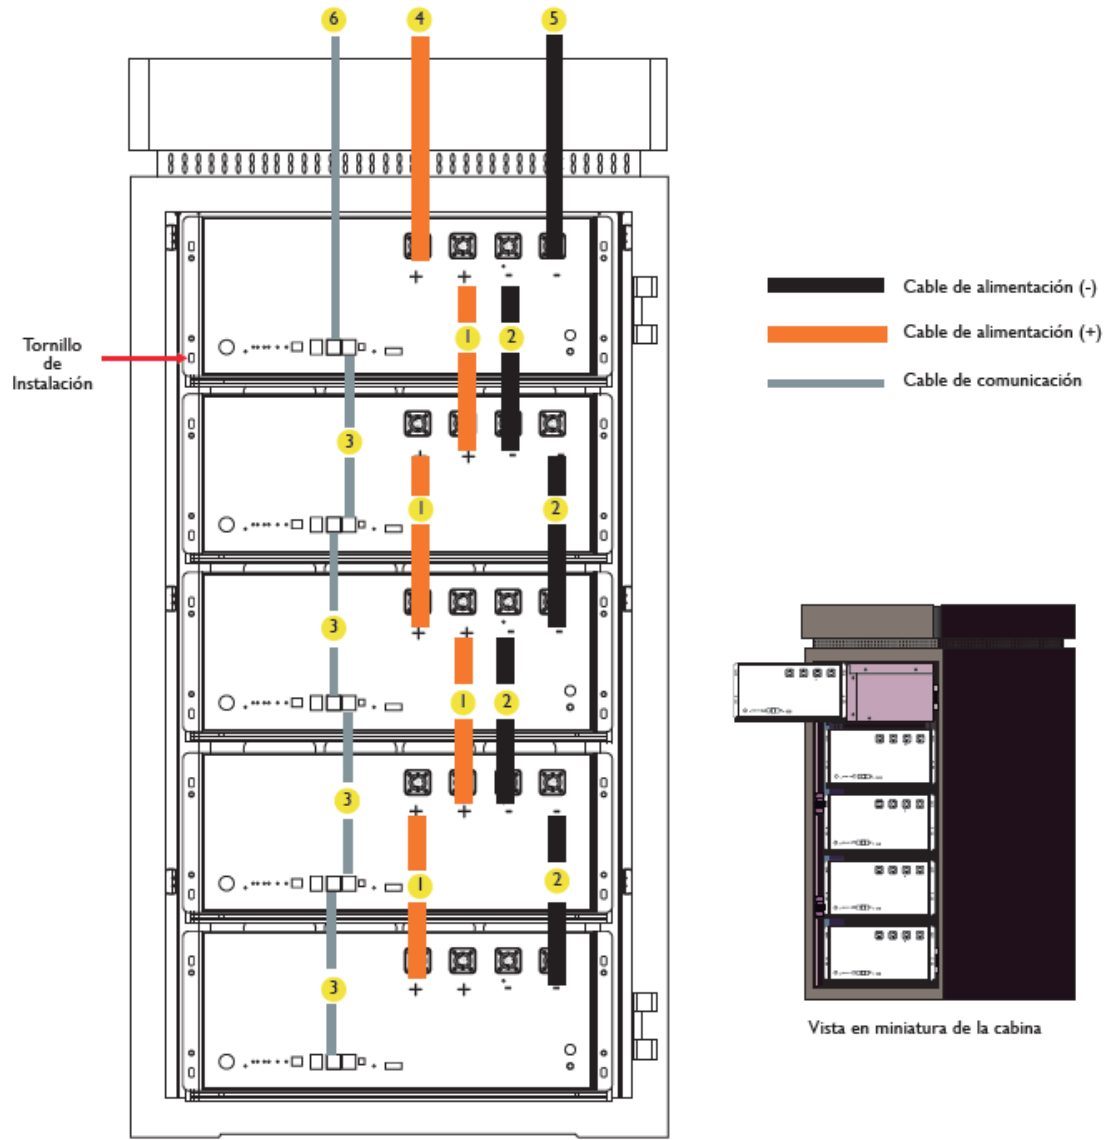 6 4 5
+ + - -
Cable de alimentación (-)
1 2
Cable de alimentación (+)
Tornillo
de
Instalación
Cable de comunicación
3
+ + - -
1 2
3
+ + - -
1 2
3
+ + - -
1 2
3
+ + - -
Vista en miniatura de la cabina